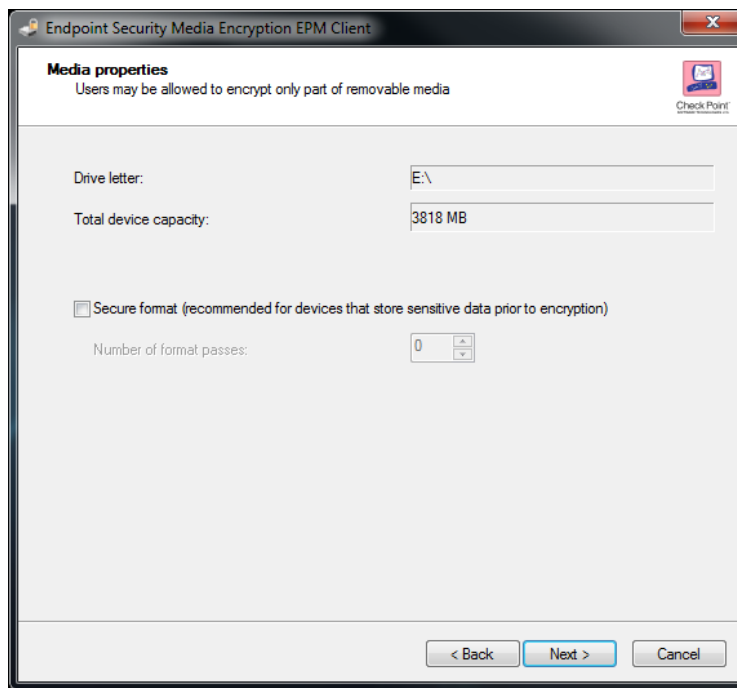 Endpoint Security Media Encryption EPM Client
Media properties
Users may be allowed to encrypt only part of removable media
Check Point
Drive letter:
E:\
Total device capacity:
3818 MB
Secure format (recommended for devices that store sensitive data prior to encryption)
Number of format passes:
0
< Back
Next >
Cancel